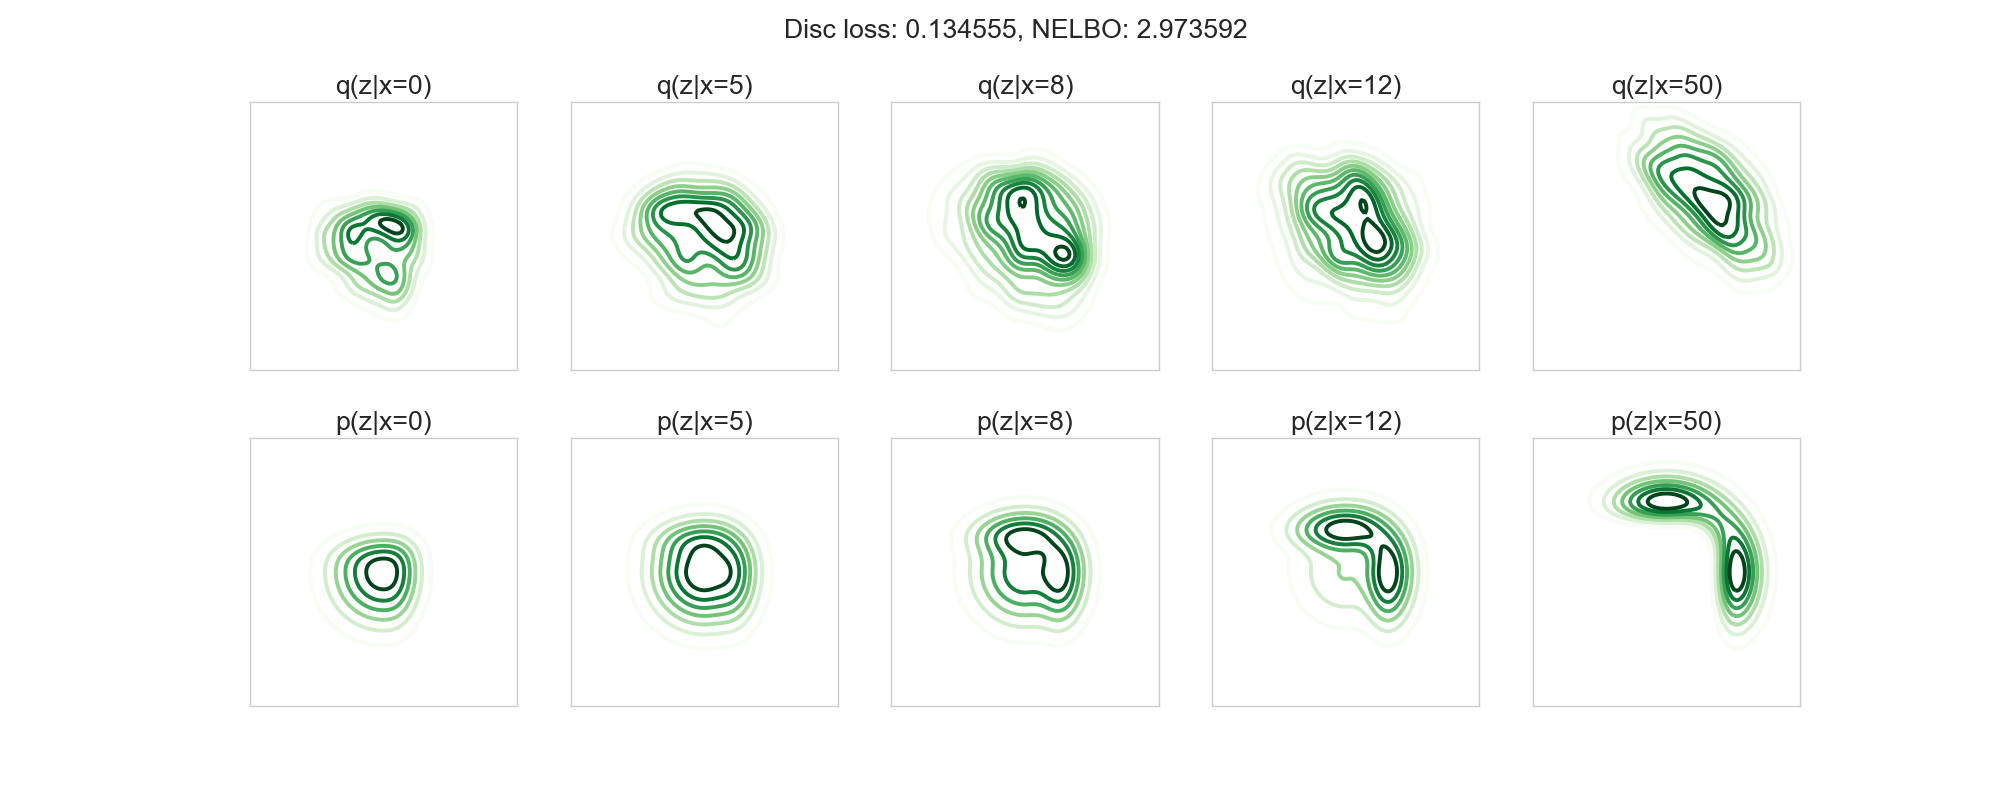 Disc loss: 0.134555, NELBO: 2.973592
q(z|x=0) q(z|x=5) q(z|x=8) q(z|x=12) q(z|x=50)
p(z|x=0) p(z|x=5) p(z|x=8) p(z|x=12) p(z|x=50)